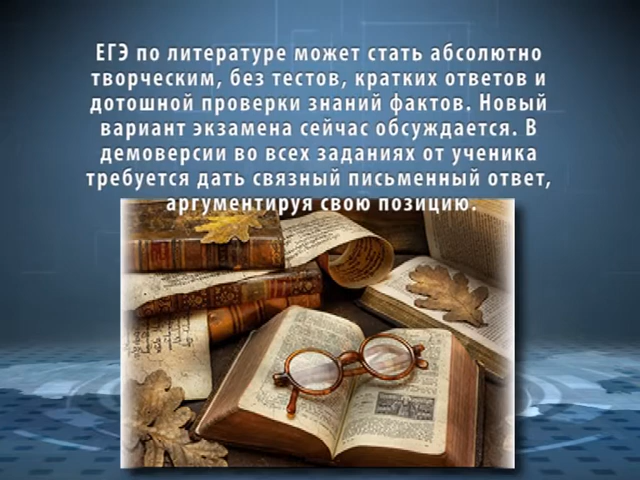 ЕГЭ по литературе может стать абсолютно
творческим, без тестов, кратких ответов и
дотошной проверки знаний фактов. Новый
вариант экзамена сейчас обсуждается. В
демоверсии во всех заданиях от ученика
требуется дать связный письменный ответ,
аргументируя свою позицию.